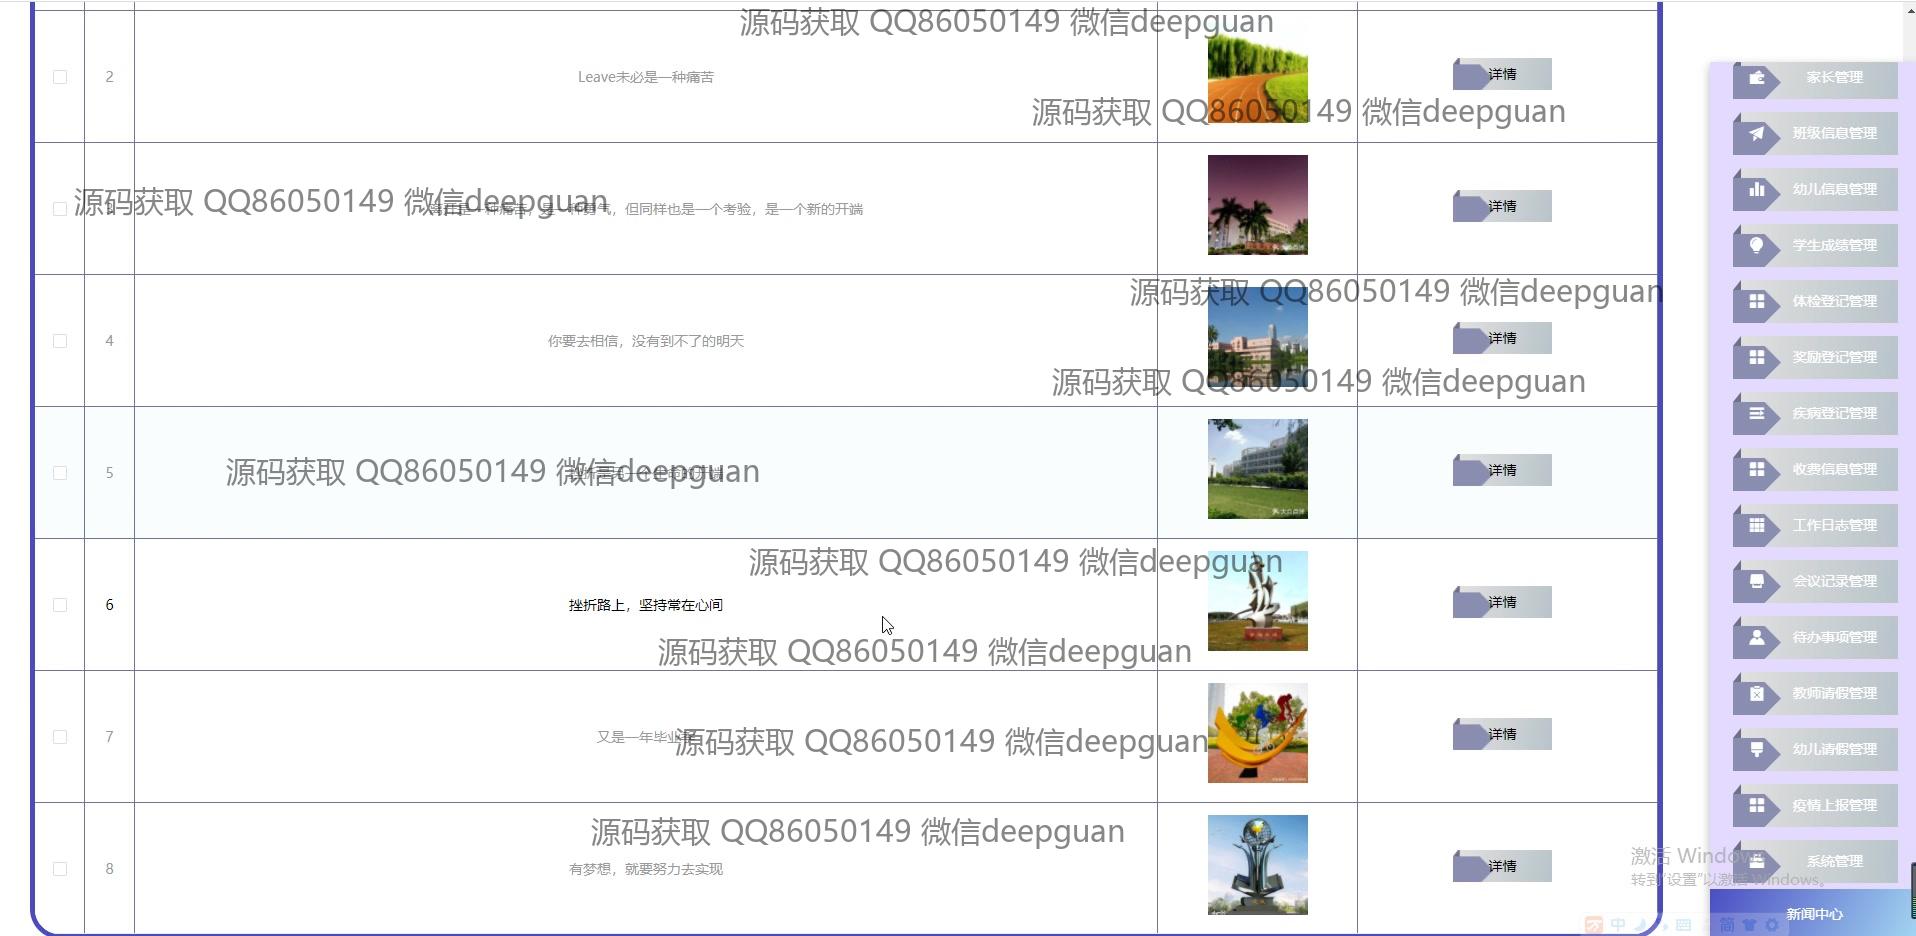 源码获取 QQ86050149 微信deepguan
2
Leave未必是一种痛苦
详情
家长管理
源码获取 QQ86050149 微信deepguan
班级信息管理
源码获取 QQ86050149 微信deepguan
，但同样也是一个考验，是一个新的开端
详情
幼儿信息管理
学生成绩管理
源码获取 QQ86050149 微信deepguan
体检登记管理
4
你要去相信，没有到不了的明天
详情
奖励登记管理
源码获取 QQ86050149 微信deepguan
疾病登记管理
5
源码获取 QQ86050149 微信deepguan
详情
收费信息管理
工作日志管理
源码获取 QQ86050149 微信deepguan
会议记录管理
6
挫折路上，坚持常在心间
详情
待办事项管理
源码获取 QQ86050149 微信deepguan
教师请假管理
7
又是一年毕业
源码获取 QQ86050149 微信deepguan
详情
幼儿请假管理
疫情上报管理
源码获取 QQ86050149 微信deepguan
8
有梦想，就要努力去实现
详情
系统管理
激活 Windows
转到"设置"以激活 Windows。
新闻中心
中
简